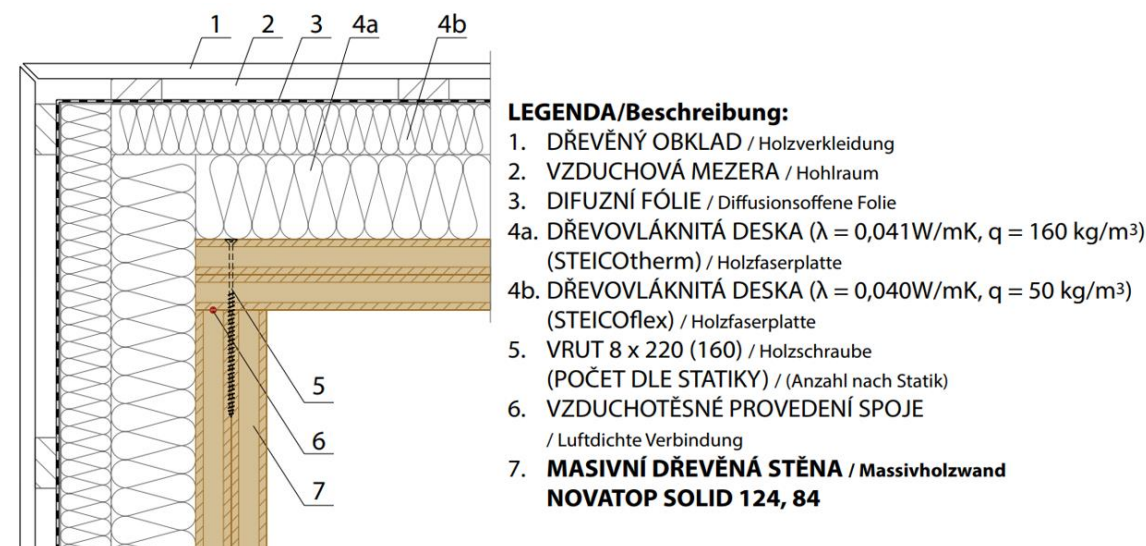 1 2 3 4a 4b
5
6
7
LEGENDA/Beschreibung:
1. DŘEVĚNÝ OBKLAD / Holzverkleidung
2. VZDUCHOVÁ MEZERA / Hohlraum
3. DIFUZNÍ FÓLIE / Diffusionsoffene Folie
4a. DŘEVOVLÁKNITÁ DESKA (λ = 0,041W/mK, q = 160 kg/m³)
(STEICOtherm) / Holzfaserplatte
4b. DŘEVOVLÁKNITÁ DESKA (λ = 0,040W/mK, q = 50 kg/m³)
(STEICOflex) / Holzfaserplatte
5. VRUT 8 x 220 (160) / Holzschraube
(POČET DLE STATIKY) / (Anzahl nach Statik)
6. VZDUCHOTĚSNÉ PROVEDENÍ SPOJE
/ Luftdichte Verbindung
7. MASIVNÍ DŘEVĚNÁ STĚNA / Massivholzwand
NOVATOP SOLID 124, 84